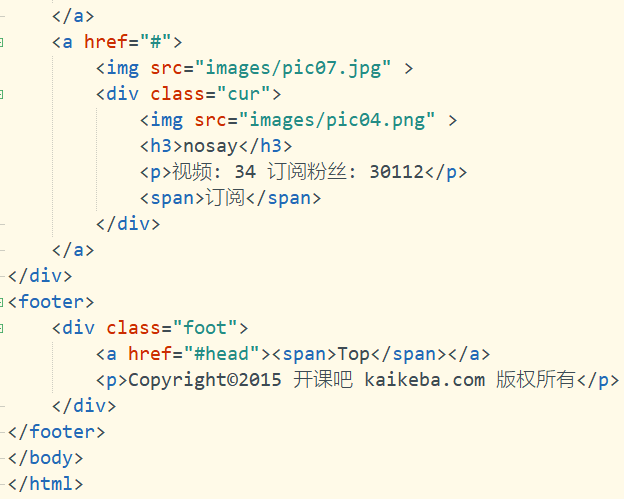 </a>
<a href="#">
<img src="images/pic07.jpg" >
<div class="cur">
<img src="images/pic04.png" >
<h3>nosay</h3>
<p>视频: 34 订阅粉丝: 30112</p>
<span>订阅</span>
</div>
</a>
</div>
<footer>
<div class="foot">
<a href="#head"><span>Top</span></a>
<p>Copyright©2015 开课吧 kaikeba.com 版权所有</p>
</div>
</footer>
</body>
</html>